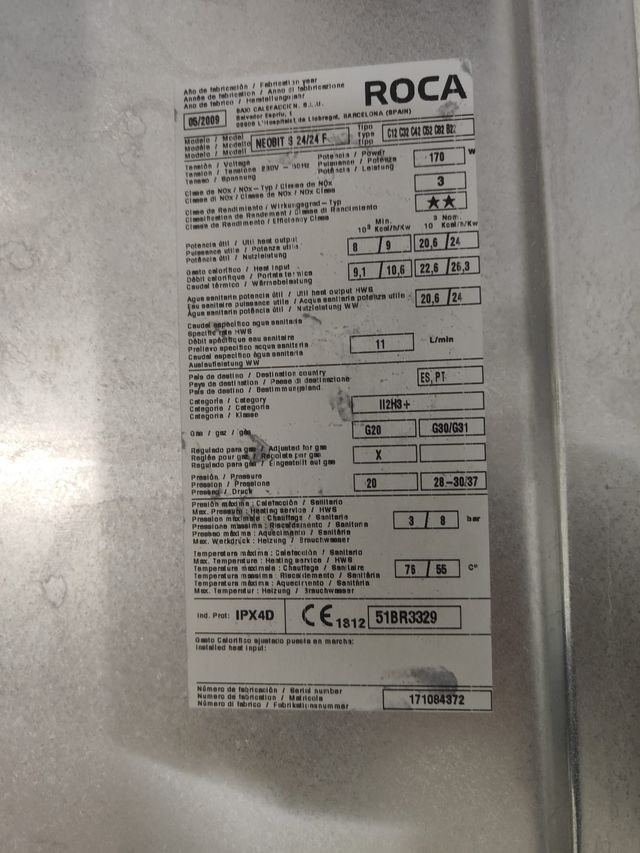 Año de fabricación / Fabrication year
Année de fabrication / Anno di fabbricazione
Ano de fabrico / Herstellungsjahr
ROCA
05/2009
BAXI CALEFACCION, S.L.U.
Salvador Espriu, 1
08908 L'Hospitalet de Llobregat, BARCELONA (SPAIN)
Modelo / Model
Modèle / Modello
Modelo / Modell
NEOBIT S 24/24 F
Tipo
type
Tipo
C12 C32 C42 C52 C82 B22
Tensión / Voltage
Tension / Tensione 230V ~ 50HZ
Tensao / Spannung
Potencia / Power
Puissance / Potenza
Potência / Leistung
170 W
Clase de NOx / NOx-Typ / Classe de NOx
Classe di NOx / Classe de NOx / NOx Class
3
Clase de Rendimiento / Wirkungsgrad-Typ
Classification de Rendement / Classe di Rancimiento
Classe de Rendimento / Efficiency Class
★★
Min.
10³ Kcal/h/Kw
Nom.
10³ Kcal/h/Kw
Potencia útil / Util heat output
Puissance utile / Potenza utile
Potência útil / Nutzleistung
8 / 9 20,6 / 24
Gasto calorífico / Heat input
Débit calorifique / Portata termica
Caudal térmico / Wärmebelastung
9,1 / 10,6 22,6 / 26,3
Agua sanitaria potencia útil / Util heat output HWS
Eau sanitaire puissance utile / Acqua sanitaria potenza utile
Agua sanitária potência útil / Nutzleistung WW
20,6 / 24
Caudal específico agua sanitaria
Specific rate HWS
Débit spécifique eau sanitaire
Prelievo specifico acqua sanitaria
Caudal específico água sanitária
Auslaufleistung WW
11 L/min
País de destino / Destination country
Pays de destination / Paese di destinazione
País de destino / Bestimmungsland
ES, PT
Categoría / Category
Catégorie / Categoria
Categoria / Klasse
II2H3+
Gas / gaz / gás
G20 G30/G31
Regulado para gas / Adjusted for gas
Reglée pour gaz / Regolata per gas
Regulado para gás / Eingestellt auf gas
X
Presión / Pressure
Pression / Pressione
Pressao / Druck
20 28-30/37
Presión máxima: Calefacción / Sanitario
Max. Pressure: Heating service / HWS
Pression maximale: Chauffage / Sanitaire
Pressione massima: Riscaldamento / Sanitario
Pressao máxima: Aquecimento / Sanitária
Max. Werkdruck: Heizung / Brauchwasser
3 / 8 bar
Temperatura máxima: Calefacción / Sanitario
Max. Temperature: Heating service / HWS
Temperature maximale: Chauffage / Sanitaire
Temperatura massima: Riscaldamento / Sanitário
Temperatura máxima: Aquecimento / Sanitária
Max. Temperatur: Heizung / Brauchwasser
76 / 55 Cº
Ind. Prot: IPX4D
CE 1812
51BR3329
Gasto Calorífico ajustado puesta en marcha:
Installed heat input:
Número de fabricación / Serial number
Numéro de fabrication / Matricola
Número di fabrico / Fabrikationsnummer
171084372